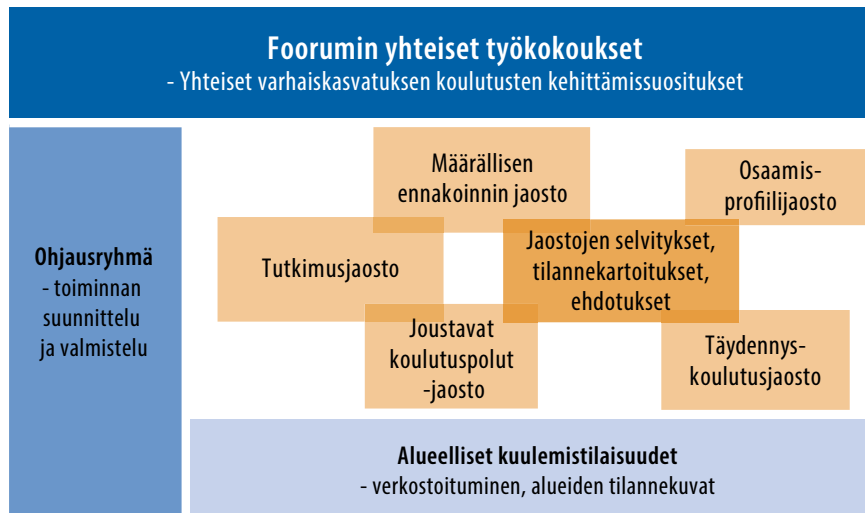 Foorumin yhteiset työkokoukset
- Yhteiset varhaiskasvatuksen koulutusten kehittämissuositukset
Ohjausryhmä
- toiminnan
suunnittelu
ja valmistelu
Määrällisen
ennakoinnin jaosto
Osaamis-
profiilijaosto
Tutkimusjaosto
Jaostojen selvitykset,
tilannekartoitukset,
ehdotukset
Joustavat
koulutuspolut
-jaosto
Täydennys-
koulutusjaosto
Alueelliset kuulemistilaisuudet
- verkostoituminen, alueiden tilannekuvat